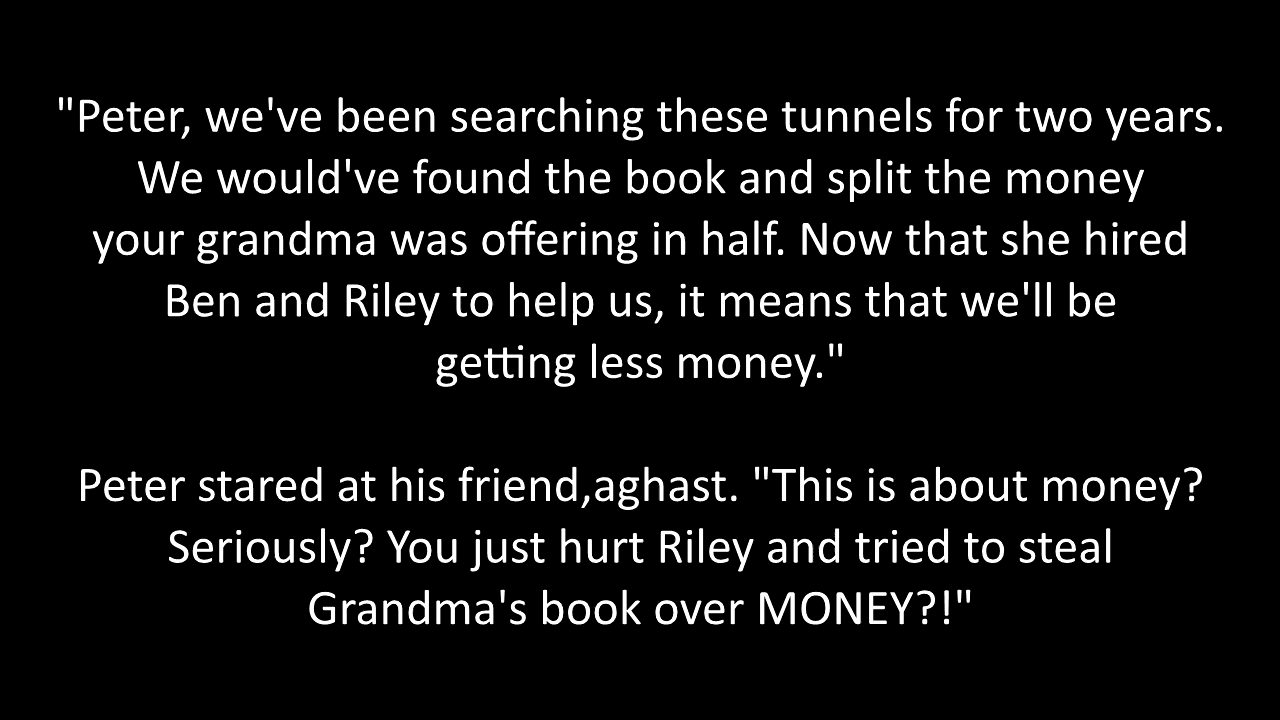 "Peter, we've been searching these tunnels for two years.
We would've found the book and split the money
your grandma was offering in half. Now that she hired
Ben and Riley to help us, it means that we'll be
getting less money."
Peter stared at his friend,aghast. "This is about money?
Seriously? You just hurt Riley and tried to steal
Grandma's book over MONEY?!"